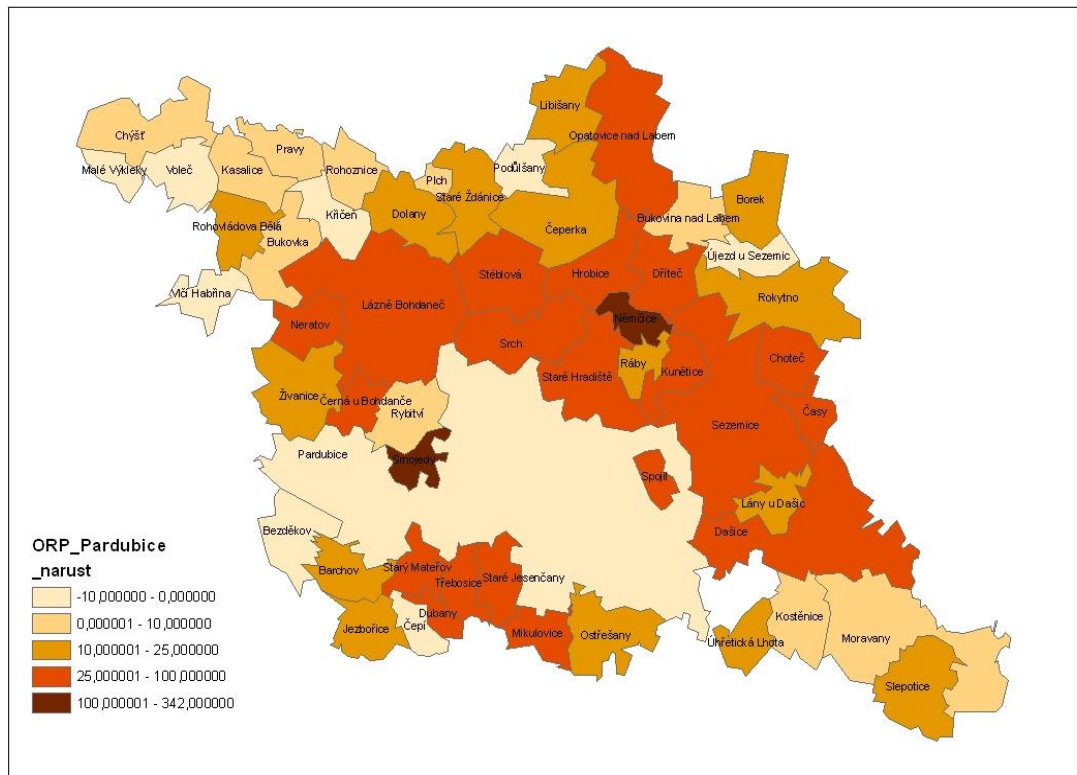 Libišany
Opatovice nad Labem
Chýšť
Pravy
Malé Výkleky
Voleč
Kasalice
Rohoznice
Plch
Podůlšany
Staré Ždánice
Borek
Rohovládova Bělá
Křičeň
Dolany
Bukovina nad Labem
Bukovka
Čeperka
Újezd u Sezemic
Vlčí Habřina
Lázně Bohdaneč
Stéblová
Hrobice
Dříteč
Rokytno
Neratov
Němčice
Srch
Ráby
Kunětice
Choteč
Staré Hradiště
Živanice
Černá u Bohdanče
Rybitví
Časy
Sezemice
Pardubice
Srnojedy
Spojil
Lány u Dašic
Bezděkov
Dašice
ORP_Pardubice
_narust
-10,000000 - 0,000000
0,000001 - 10,000000
10,000001 - 25,000000
25,000001 - 100,000000
100,000001 - 342,000000
Barchov
Starý Mateřov
Třebosice
Staré Jesenčany
Dubany
Čepí
Jezbořice
Mikulovice
Ostřešany
Úhřetická Lhota
Kostěnice
Moravany
Slepotice